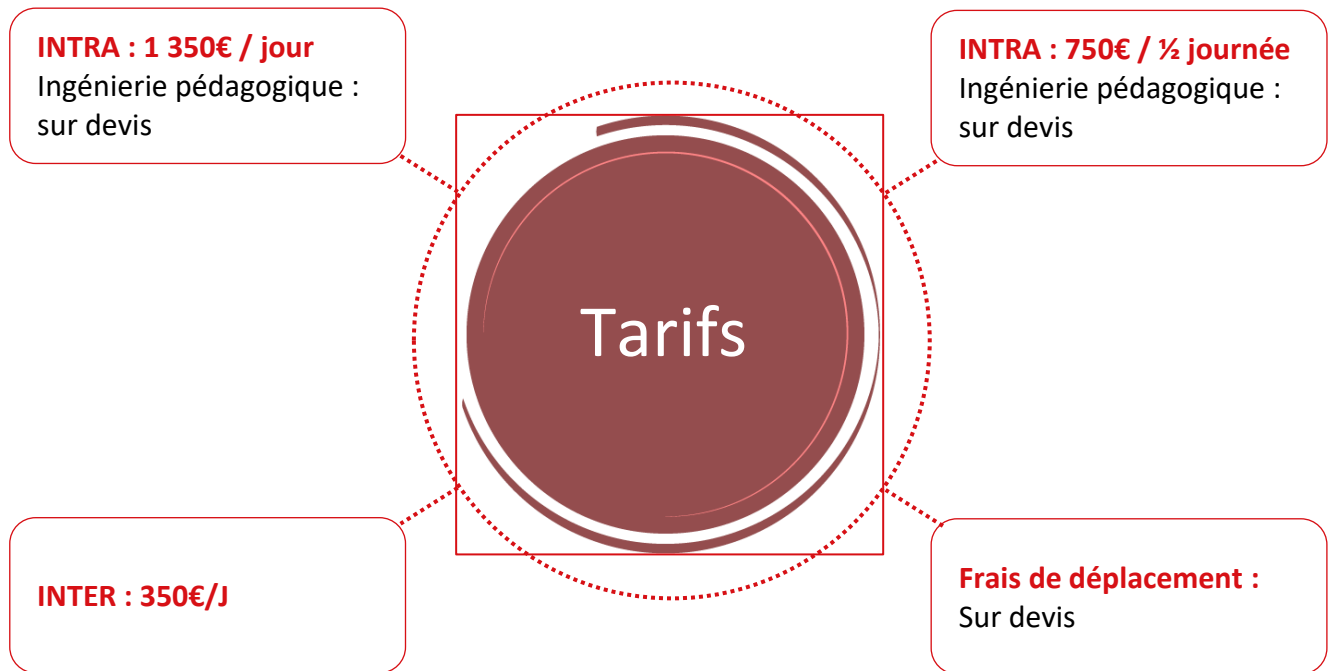 INTRA : 1 350€ / jour
Ingénierie pédagogique :
sur devis
INTRA : 750€ / ½ journée
Ingénierie pédagogique :
sur devis
Tarifs
INTER : 350€/J
Frais de déplacement :
Sur devis